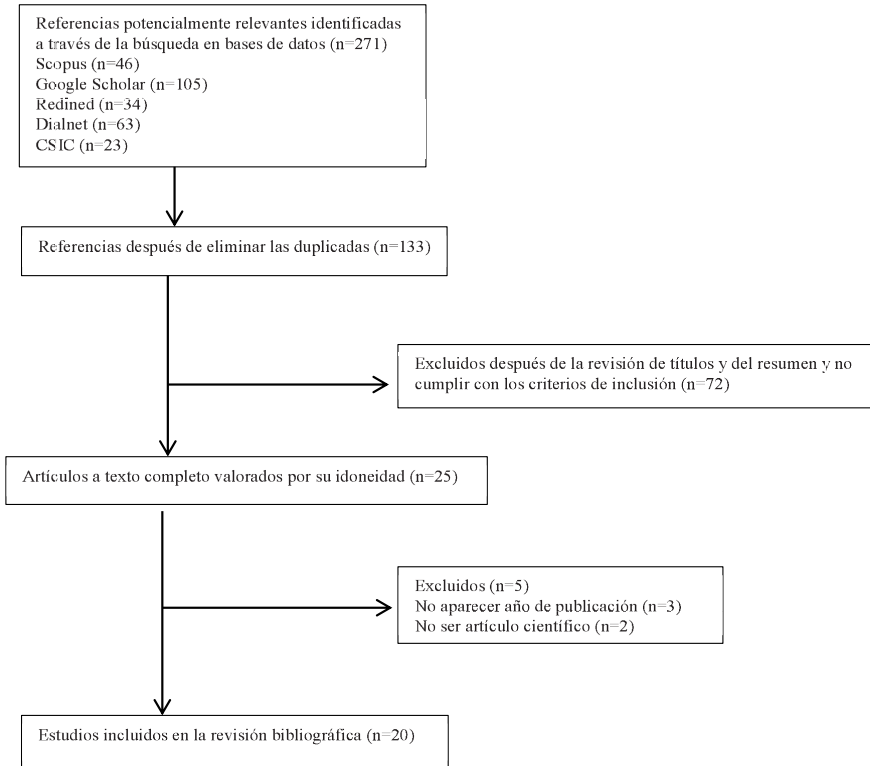 Referencias potencialmente relevantes identificadas
a través de la búsqueda en bases de datos (n=271)
Scopus (n=46)
Google Scholar (n=105)
Redined (n=34)
Dialnet (n=63)
CSIC (n=23)
Referencias después de eliminar las duplicadas (n=133)
Excluidos después de la revisión de títulos y del resumen y no
cumplir con los criterios de inclusión (n=72)
Artículos a texto completo valorados por su idoneidad (n=25)
Excluidos (n=5)
No aparecer año de publicación (n=3)
No ser artículo científico (n=2)
Estudios incluidos en la revisión bibliográfica (n=20)